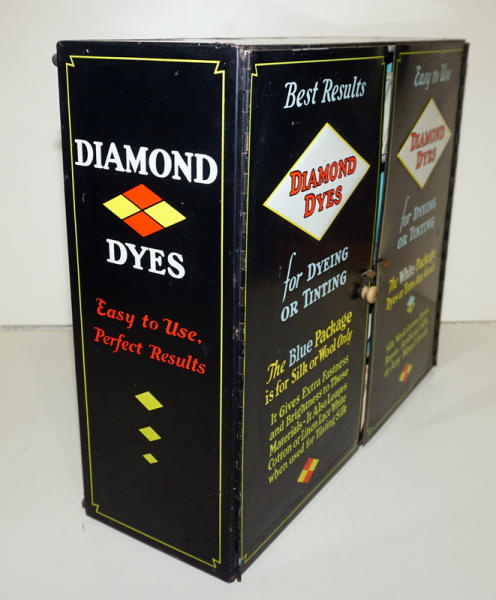 DIAMOND
DYES
Easy to Use,
Perfect Results
Best Results
DIAMOND
DYES
for DYEING
OR TINTING
The Blue Package
is for Silk or Wool Only
It Gives Extra Fastness
and Brightness to These
Materials - It Also Leaves
Cotton or Linen Lace White
when used for Tinting Silk
Easy to Use
DIAMOND
DYES
for DYEING
OR TINTING
The White Package
Dyes or Tints